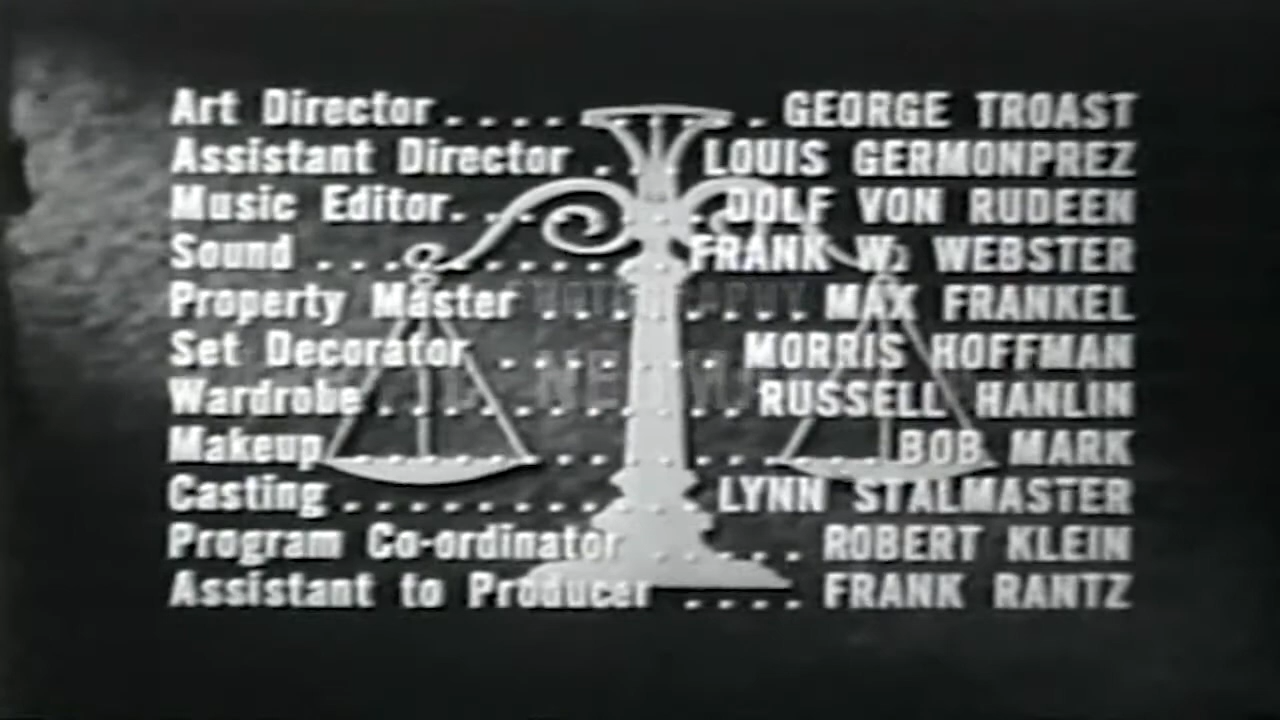 Art Director.... . GEORGE TROAST
Assistant Director ... LOUIS GERMONPREZ
Music Editor....... DOLF VON RUDEEN
Sound ............ FRANK W. WEBSTER
Property Master ......... MAX FRANKEL
Set Decorator ....... MORRIS HOFFMAN
Wardrobe............. RUSSELL HANLIN
Makeup................. BOB MARK
Casting............ LYNN STALMASTER
Program Co-ordinator ..... ROBERT KLEIN
Assistant to Producer .... FRANK RANTZ